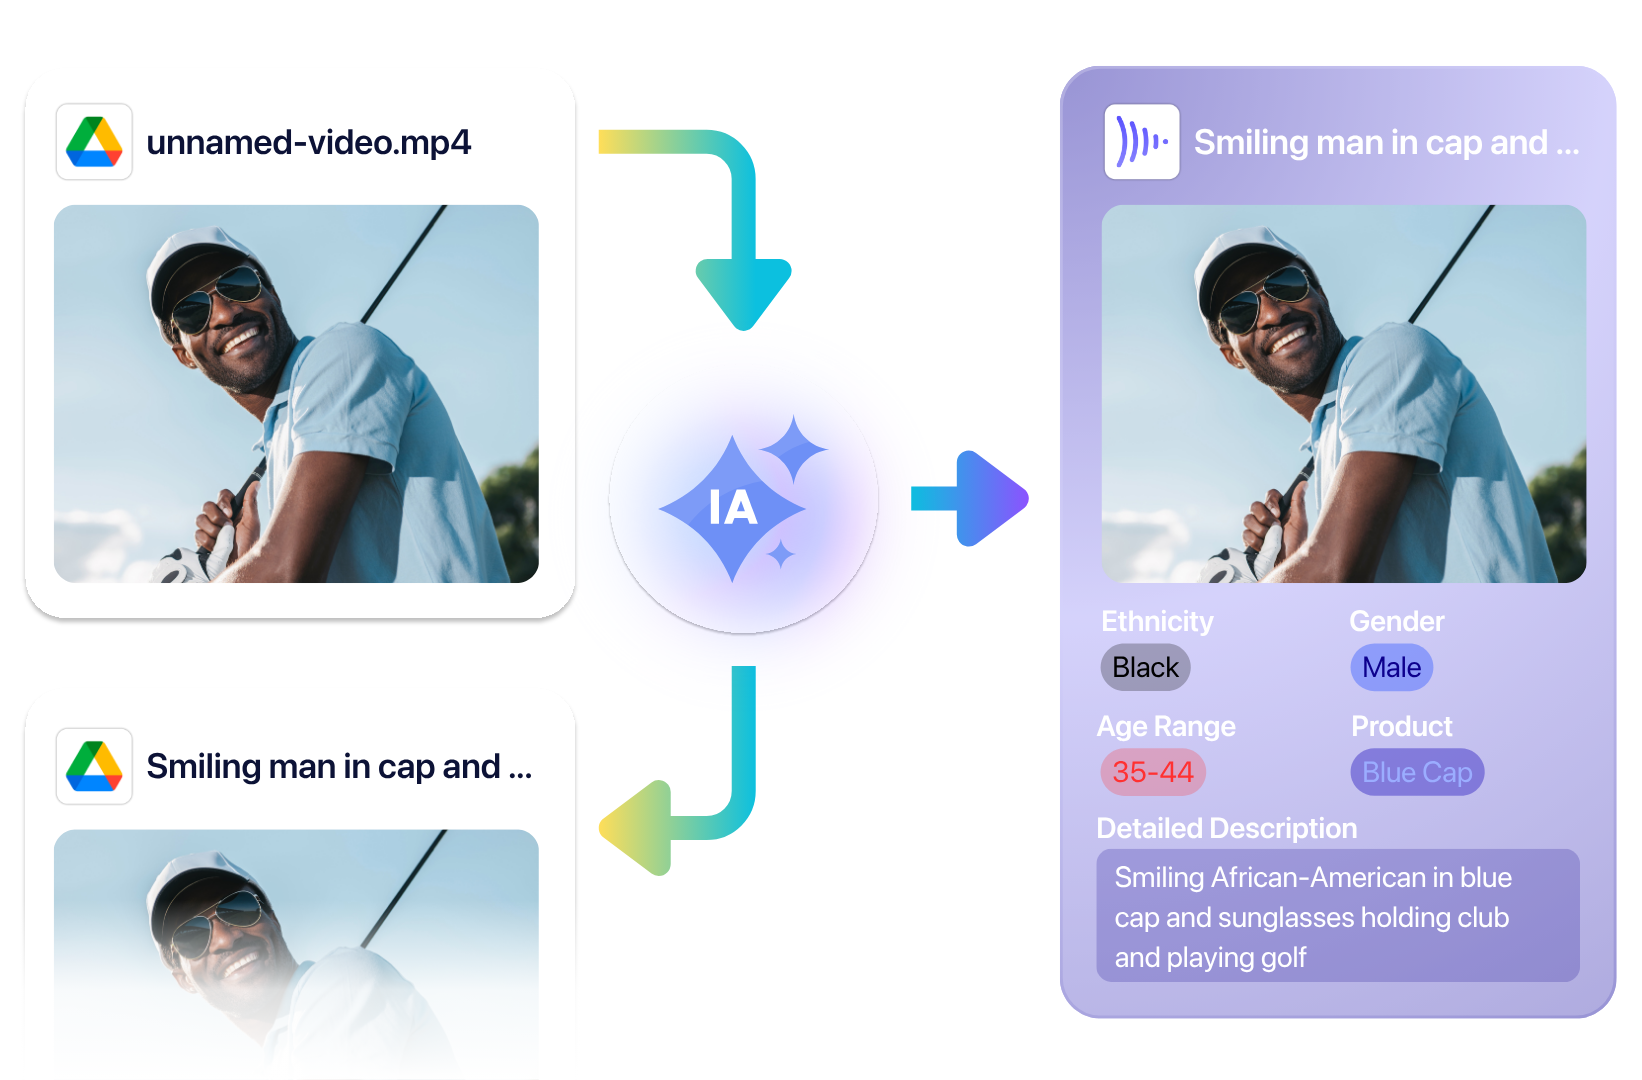 unnamed-video.mp4
Smiling man in cap and ...
IA
Smiling man in cap and ...
Ethnicity
Gender
Black
Male
Age Range
Product
35-44
Blue Cap
Detailed Description
Smiling African-American in blue
cap and sunglasses holding club
and playing golf